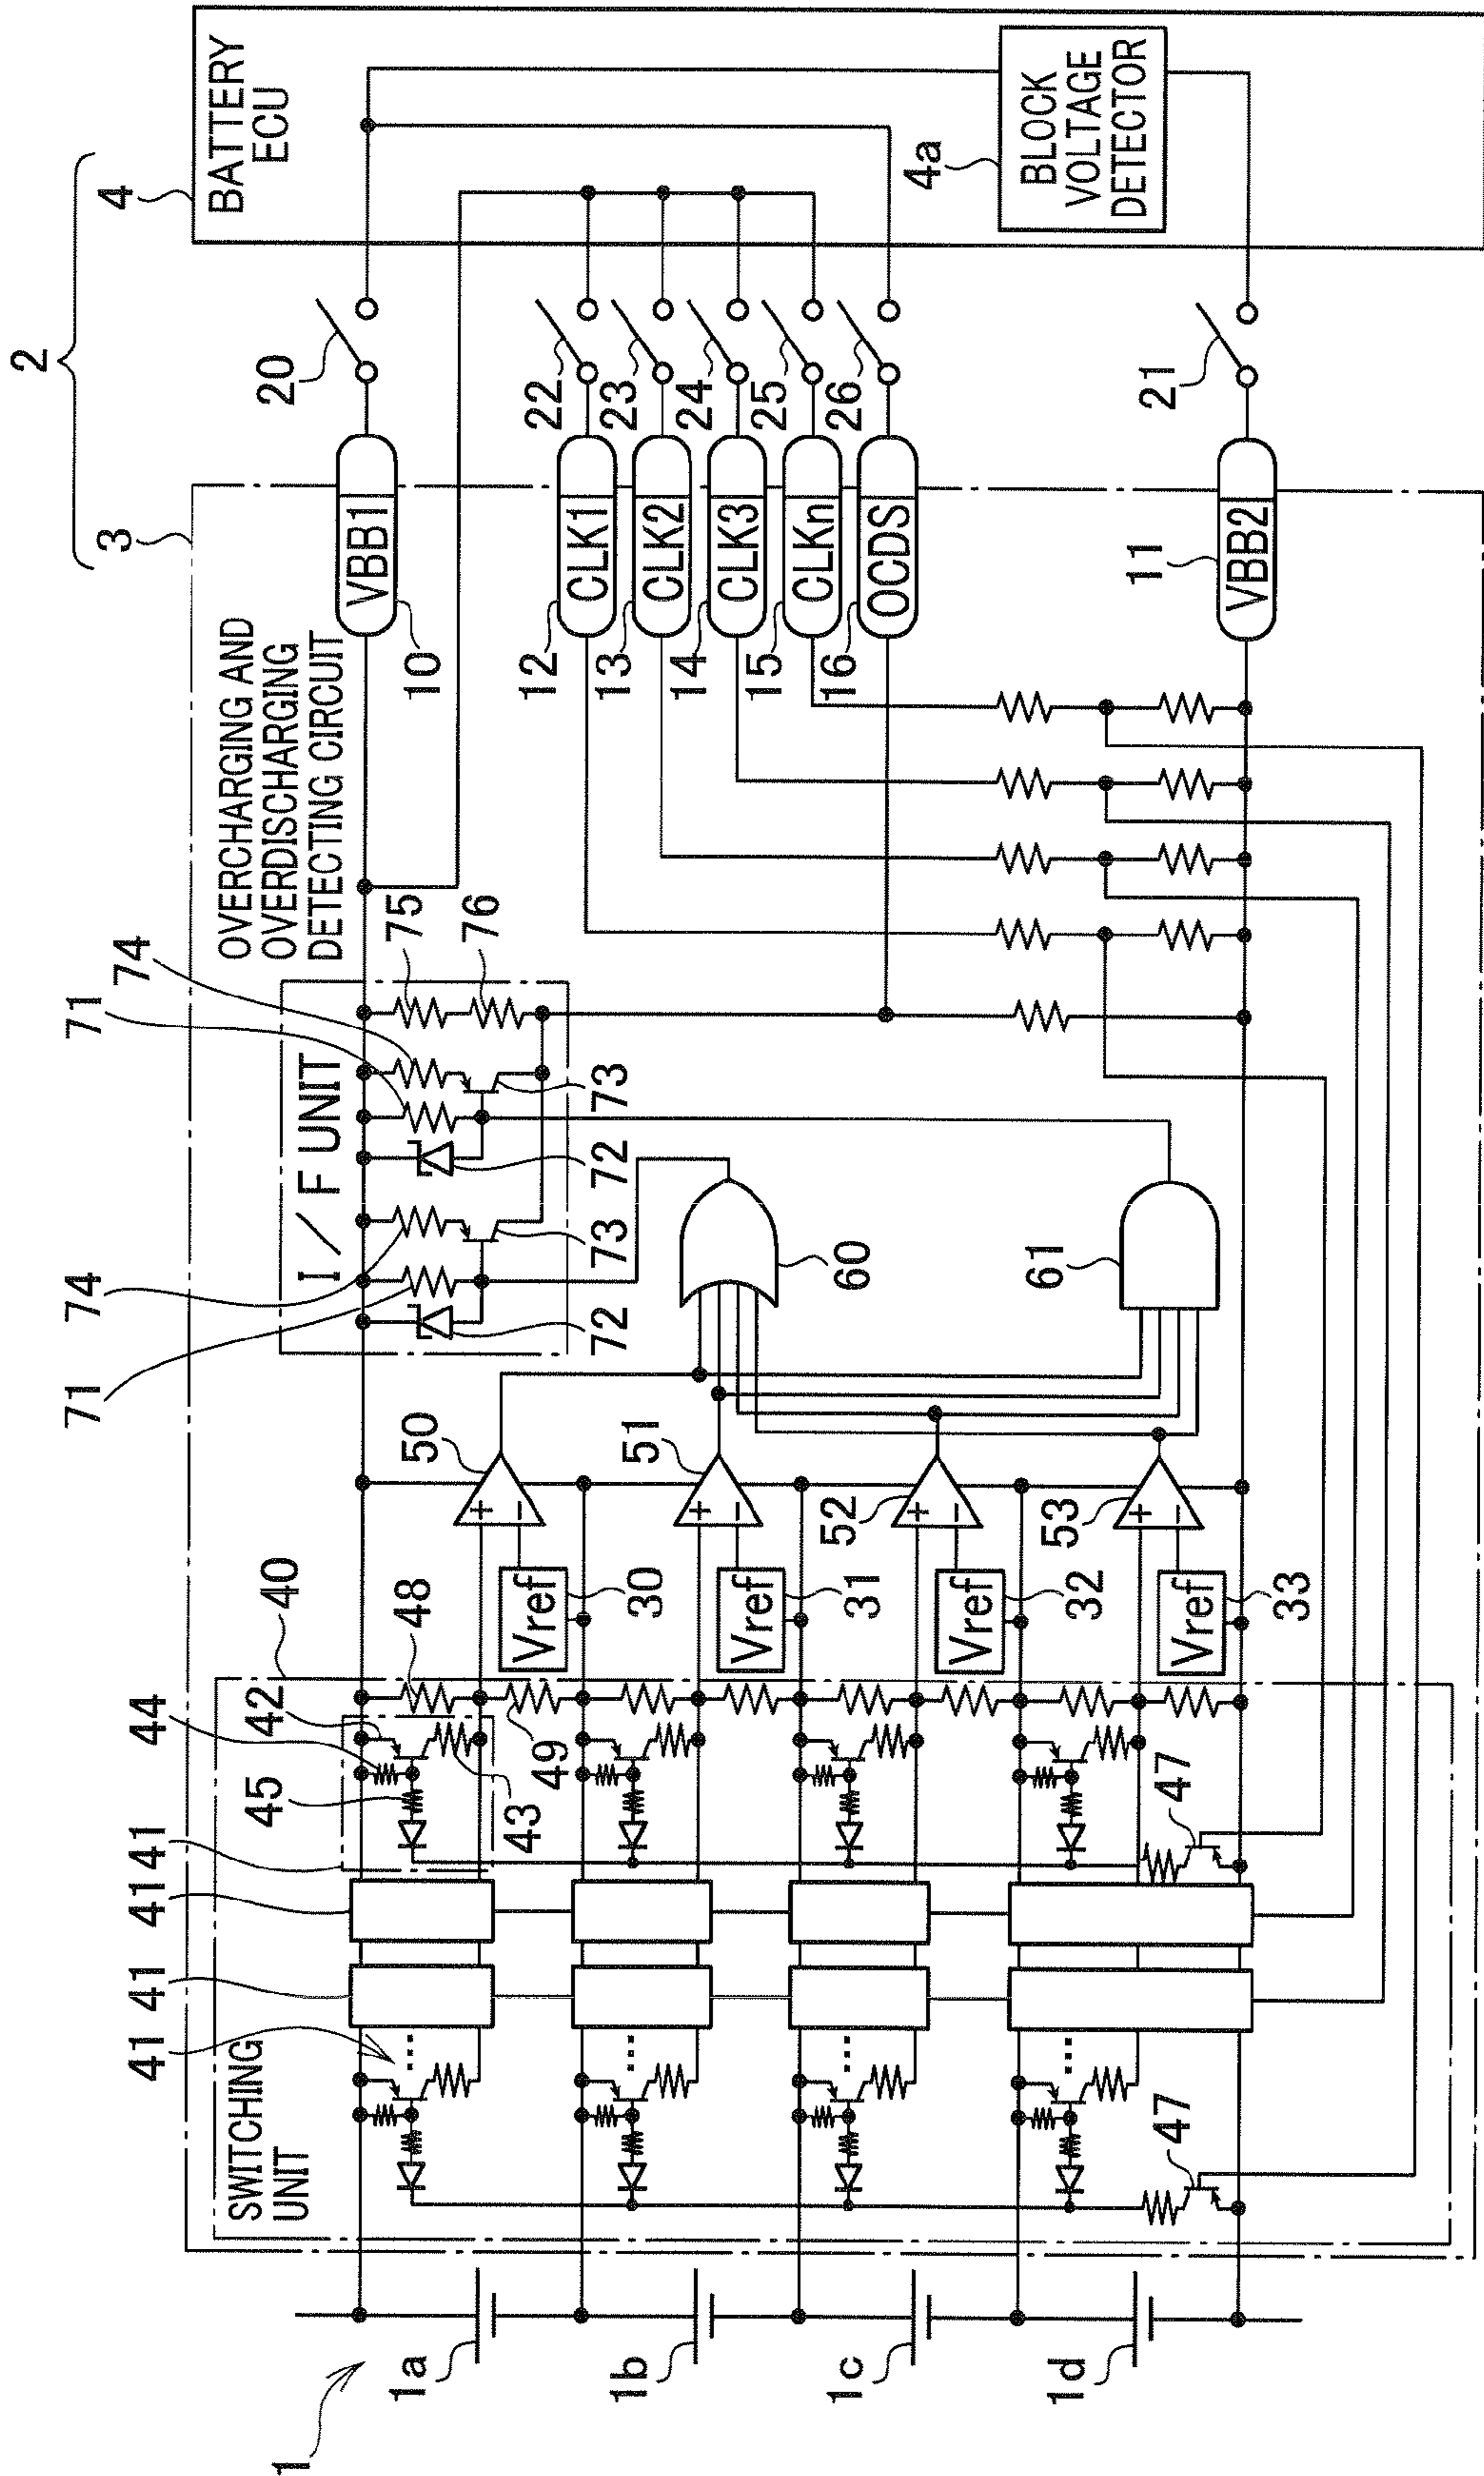 2
4
BATTERY
ECU
20
3
OVERCHARGING AND
OVERDISCHARGING
DETECTING CIRCUIT
VBB1
10
22
23
24
25
26
4a
BLOCK
VOLTAGE
DETECTOR
CLK1
CLK2
CLK3
CLKn
OCDS
12
13
14
15
16
21
11
VBB2
74
71
75
76
I/F UNIT
73
72
73
72
74
71
60
61
50
51
52
53
+
−
+
−
+
−
+
−
Vref
30
Vref
31
Vref
32
Vref
33
40
48
42
44
45
49
43
47
41
41
41
41
SWITCHING
UNIT
47
1a
1b
1c
1d
1